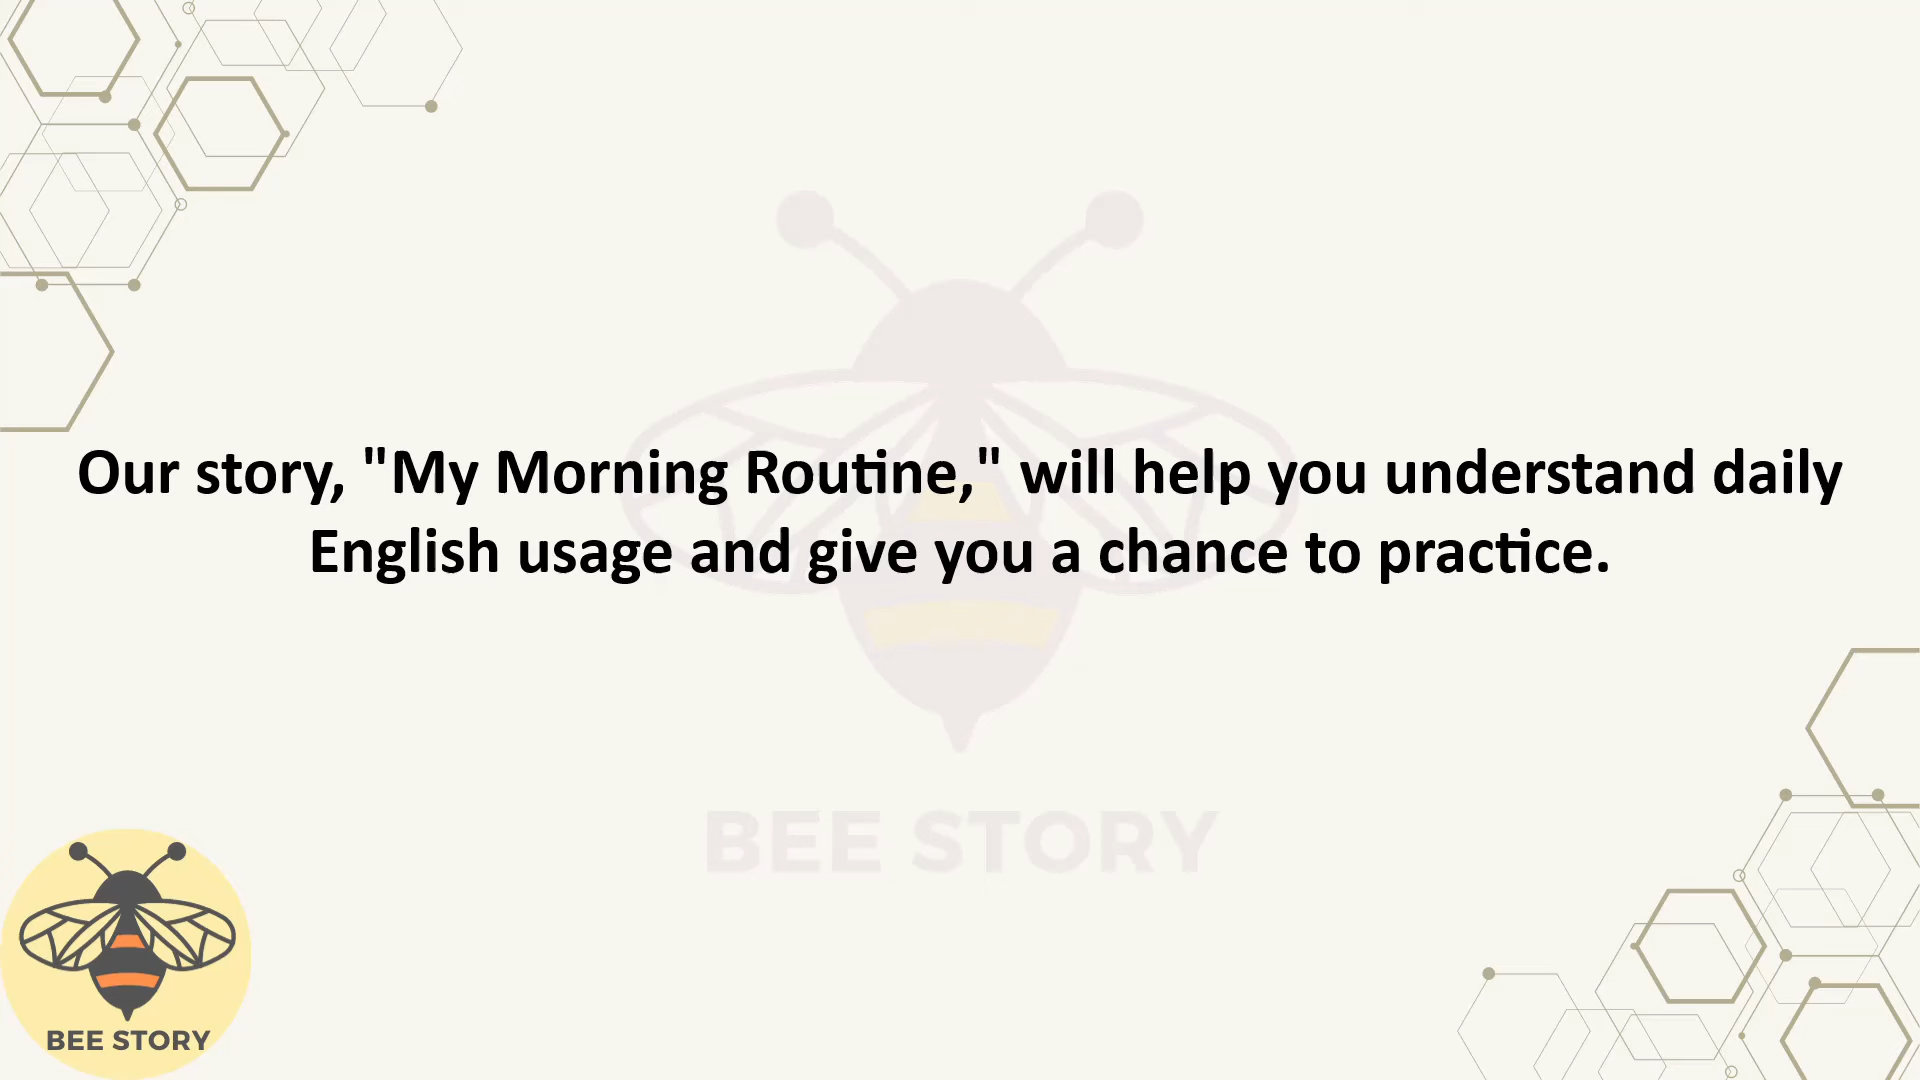 Our story, "My Morning Routine," will help you understand daily
English usage and give you a chance to practice.
BEE STORY
BEE STORY